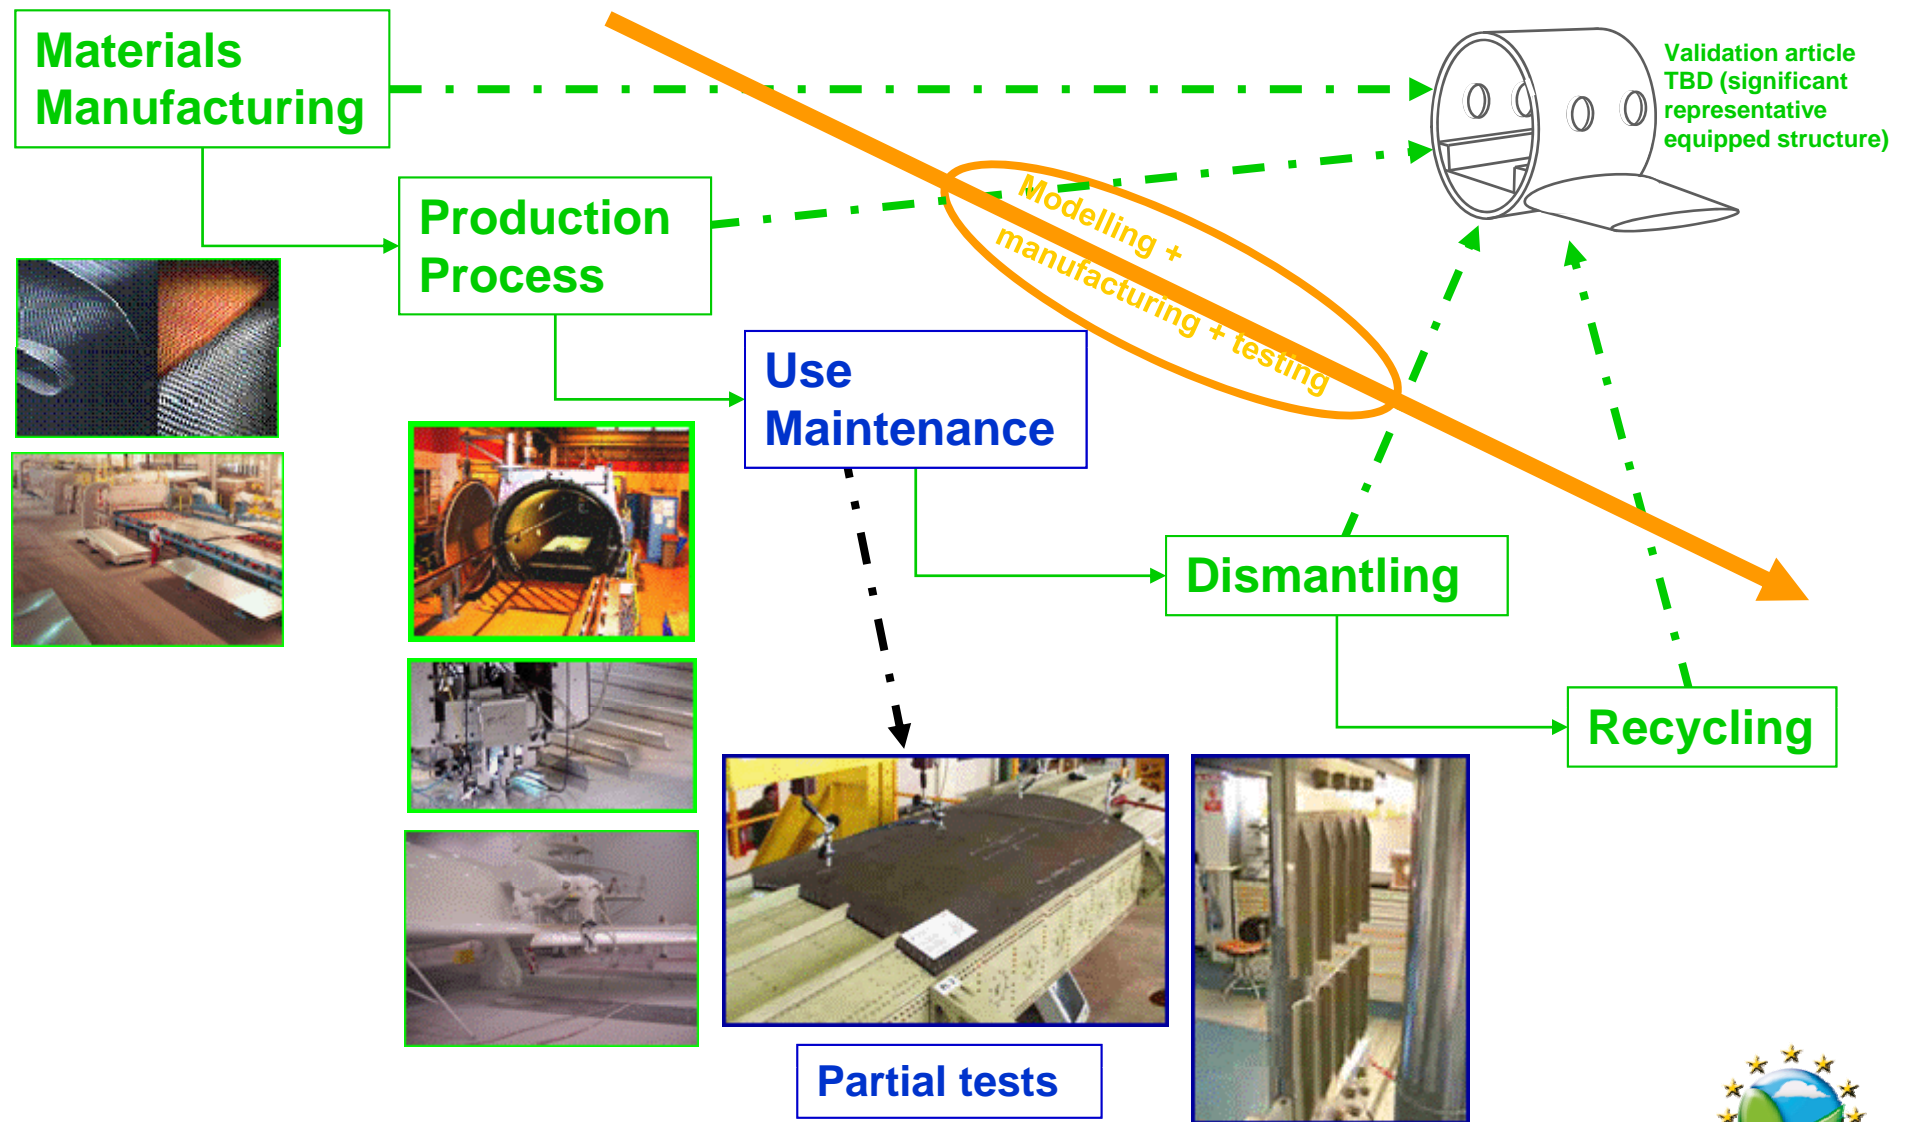 Materials
Manufacturing
Validation article
TBD (significant
representative
equipped structure)
Production
Process
Modelling +
manufacturing + testing
Use
Maintenance
Dismantling
Recycling
Partial tests